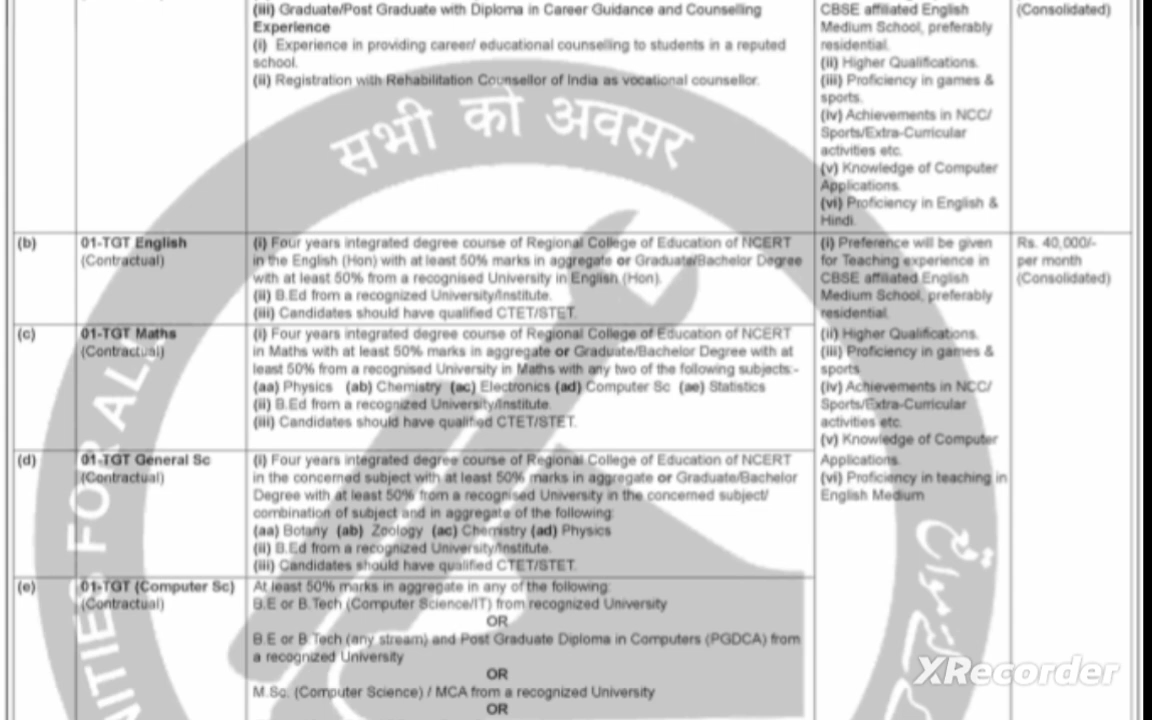 (iii) Graduate/Post Graduate with Diploma in Career Guidance and Counselling
Experience
(i) Experience in providing career/ educational counselling to students in a reputed
school.
(ii) Registration with Rehabilitation Counsellor of India as vocational counsellor.
CBSE affiliated English
Medium School, preferably
residential.
(ii) Higher Qualifications.
(iii) Proficiency in games &
sports.
(iv) Achievements in NCC/
Sports/Extra-Curricular
activities etc.
(v) Knowledge of Computer
Applications.
(vi) Proficiency in English &
Hindi.
(Consolidated)
सभी को अवसर
(b)
01-TGT English
(Contractual)
(i) Four years integrated degree course of Regional College of Education of NCERT
in the English (Hon) with at least 50% marks in aggregate or Graduate/Bachelor Degree
with at least 50% from a recognised University in English (Hon).
(ii) B.Ed from a recognized University/Institute.
(iii) Candidates should have qualified CTET/STET.
(i) Preference will be given
for Teaching experience in
CBSE affiliated English
Medium School, preferably
residential.
(ii) Higher Qualifications.
(iii) Proficiency in games &
sports
(iv) Achievements in NCC/
Sports/Extra-Curricular
activities etc.
(v) Knowledge of Computer
Applications.
(vi) Proficiency in teaching in
English Medium
Rs. 40,000/-
per month
(Consolidated)
(c)
01-TGT Maths
(Contractual)
(i) Four years integrated degree course of Regional College of Education of NCERT
in Maths with at least 50% marks in aggregate or Graduate/Bachelor Degree with at
least 50% from a recognised University in Maths with any two of the following subjects:-
(aa) Physics (ab) Chemistry (ac) Electronics (ad) Computer Sc (ae) Statistics
(ii) B.Ed from a recognized University/Institute.
(iii) Candidates should have qualified CTET/STET.
(d)
01-TGT General Sc
(Contractual)
(i) Four years integrated degree course of Regional College of Education of NCERT
in the concerned subject with at least 50% marks in aggregate or Graduate/Bachelor
Degree with at least 50% from a recognised University in the concerned subject/
combination of subject and in aggregate of the following:
(aa) Botany (ab) Zoology (ac) Chemistry (ad) Physics
(ii) B.Ed from a recognized University/Institute.
(iii) Candidates should have qualified CTET/STET.
(e)
01-TGT (Computer Sc)
(Contractual)
At least 50% marks in aggregate in any of the following:
B.E or B.Tech (Computer Science/IT) from recognized University
OR
B.E or B.Tech (any stream) and Post Graduate Diploma in Computers (PGDCA) from
a recognized University
OR
M.Sc. (Computer Science) / MCA from a recognized University
OR
NITIES FOR ALL
XRecorder